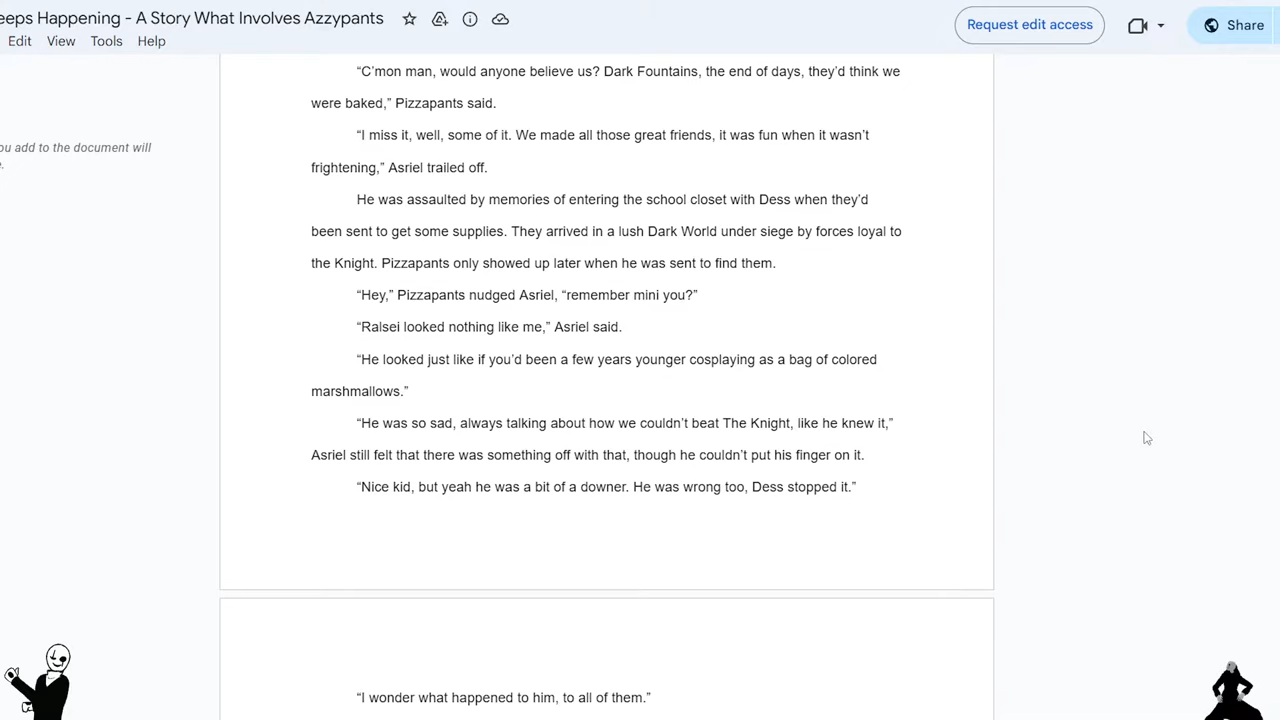 eeps Happening - A Story What Involves Azzypants
Request edit access
Share
Edit View Tools Help
“C’mon man, would anyone believe us? Dark Fountains, the end of days, they’d think we
were baked,” Pizzapants said.
ou add to the document will
e.
“I miss it, well, some of it. We made all those great friends, it was fun when it wasn’t
frightening,” Asriel trailed off.
He was assaulted by memories of entering the school closet with Dess when they’d
been sent to get some supplies. They arrived in a lush Dark World under siege by forces loyal to
the Knight. Pizzapants only showed up later when he was sent to find them.
“Hey,” Pizzapants nudged Asriel, “remember mini you?”
“Ralsei looked nothing like me,” Asriel said.
“He looked just like if you’d been a few years younger cosplaying as a bag of colored
marshmallows.”
“He was so sad, always talking about how we couldn’t beat The Knight, like he knew it,”
Asriel still felt that there was something off with that, though he couldn’t put his finger on it.
“Nice kid, but yeah he was a bit of a downer. He was wrong too, Dess stopped it.”
“I wonder what happened to him, to all of them.”